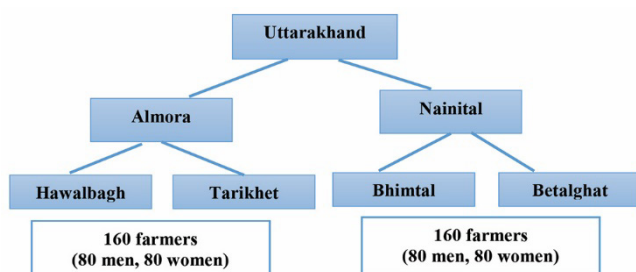 Uttarakhand
Almora
Nainital
Hawalbagh
Tarikhet
Bhimtal
Betalghat
160 farmers
(80 men, 80 women)
160 farmers
(80 men, 80 women)